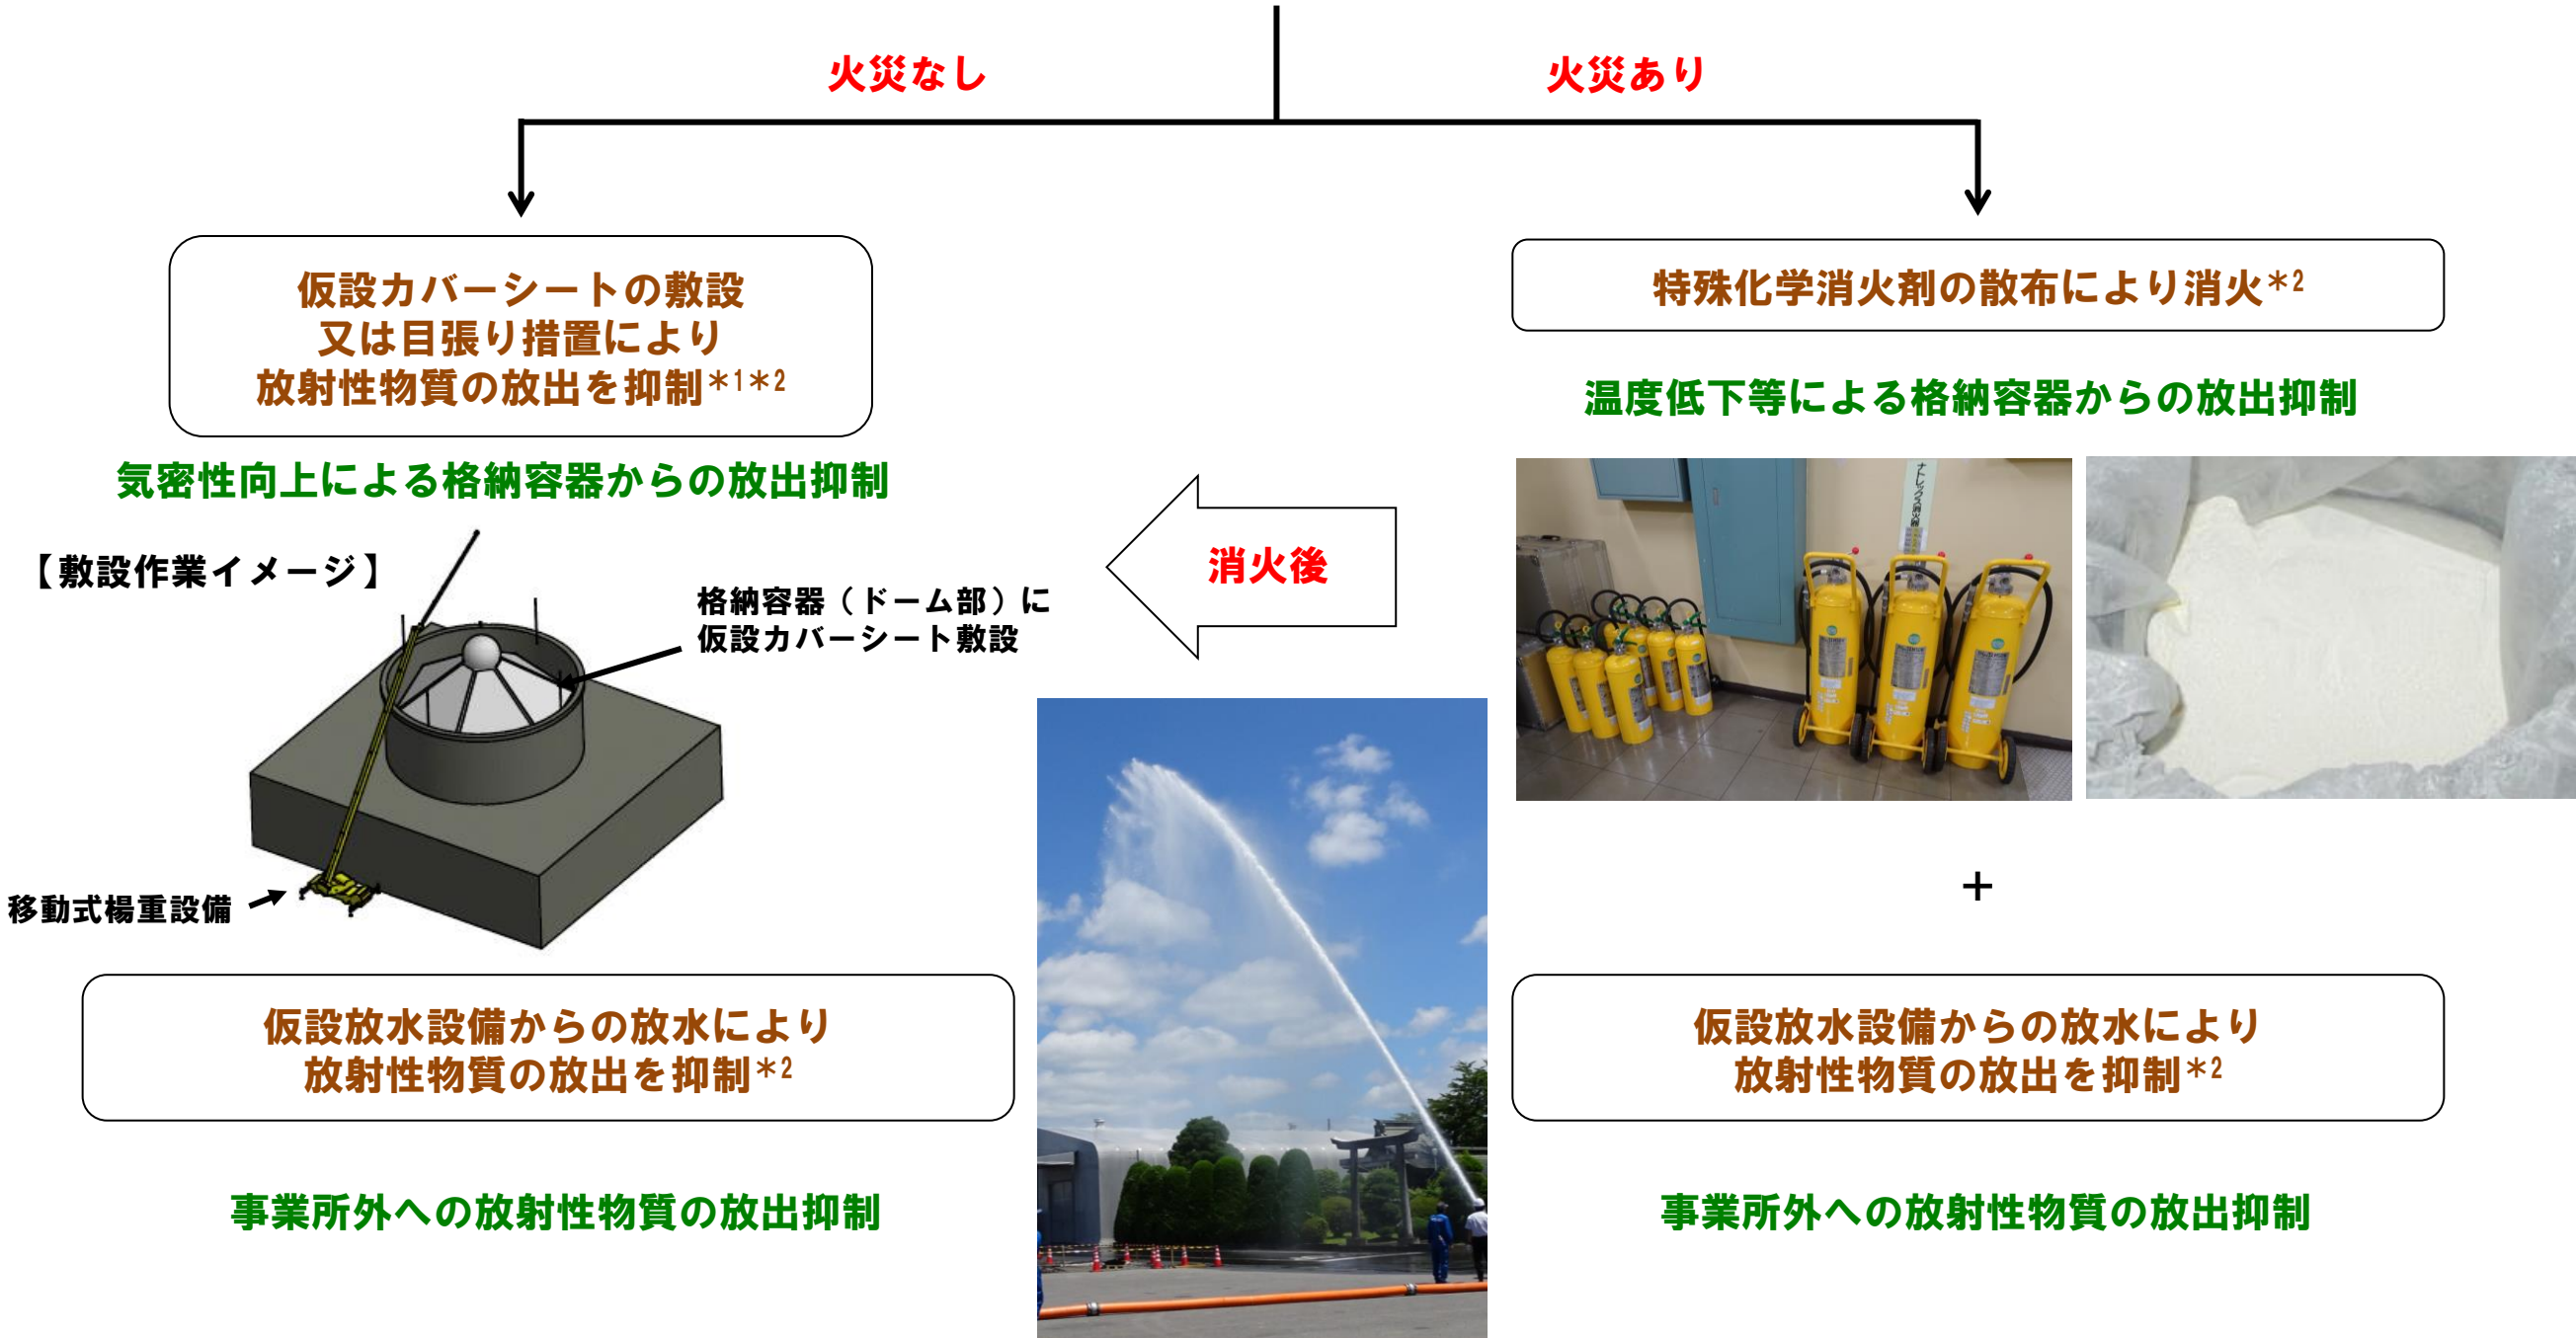 火災なし
火災あり
仮設カバーシートの敷設
又は目張り措置により
放射性物質の放出を抑制*1*2
気密性向上による格納容器からの放出抑制
【敷設作業イメージ】
格納容器（ドーム部）に
仮設カバーシート敷設
移動式楊重設備
消火後
特殊化学消火剤の散布により消火*2
温度低下等による格納容器からの放出抑制
ナトレックス消火器
+
仮設放水設備からの放水により
放射性物質の放出を抑制*2
事業所外への放射性物質の放出抑制
仮設放水設備からの放水により
放射性物質の放出を抑制*2
事業所外への放射性物質の放出抑制